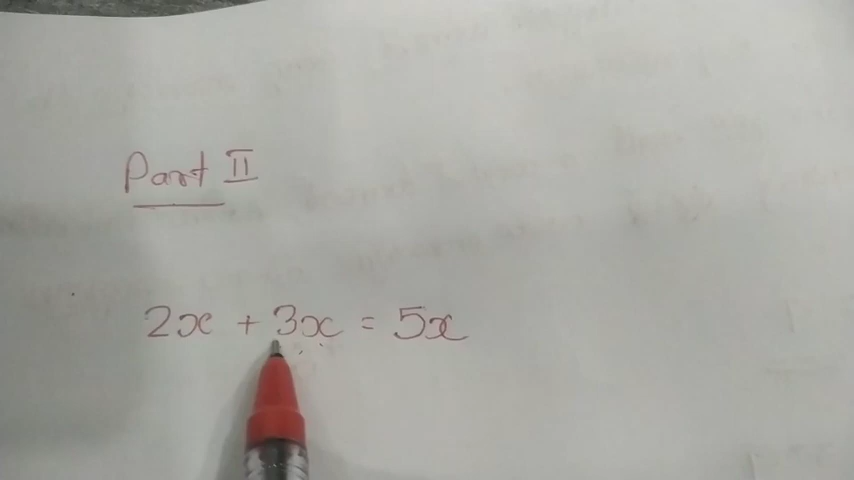 Part II
2x + 3x = 5x